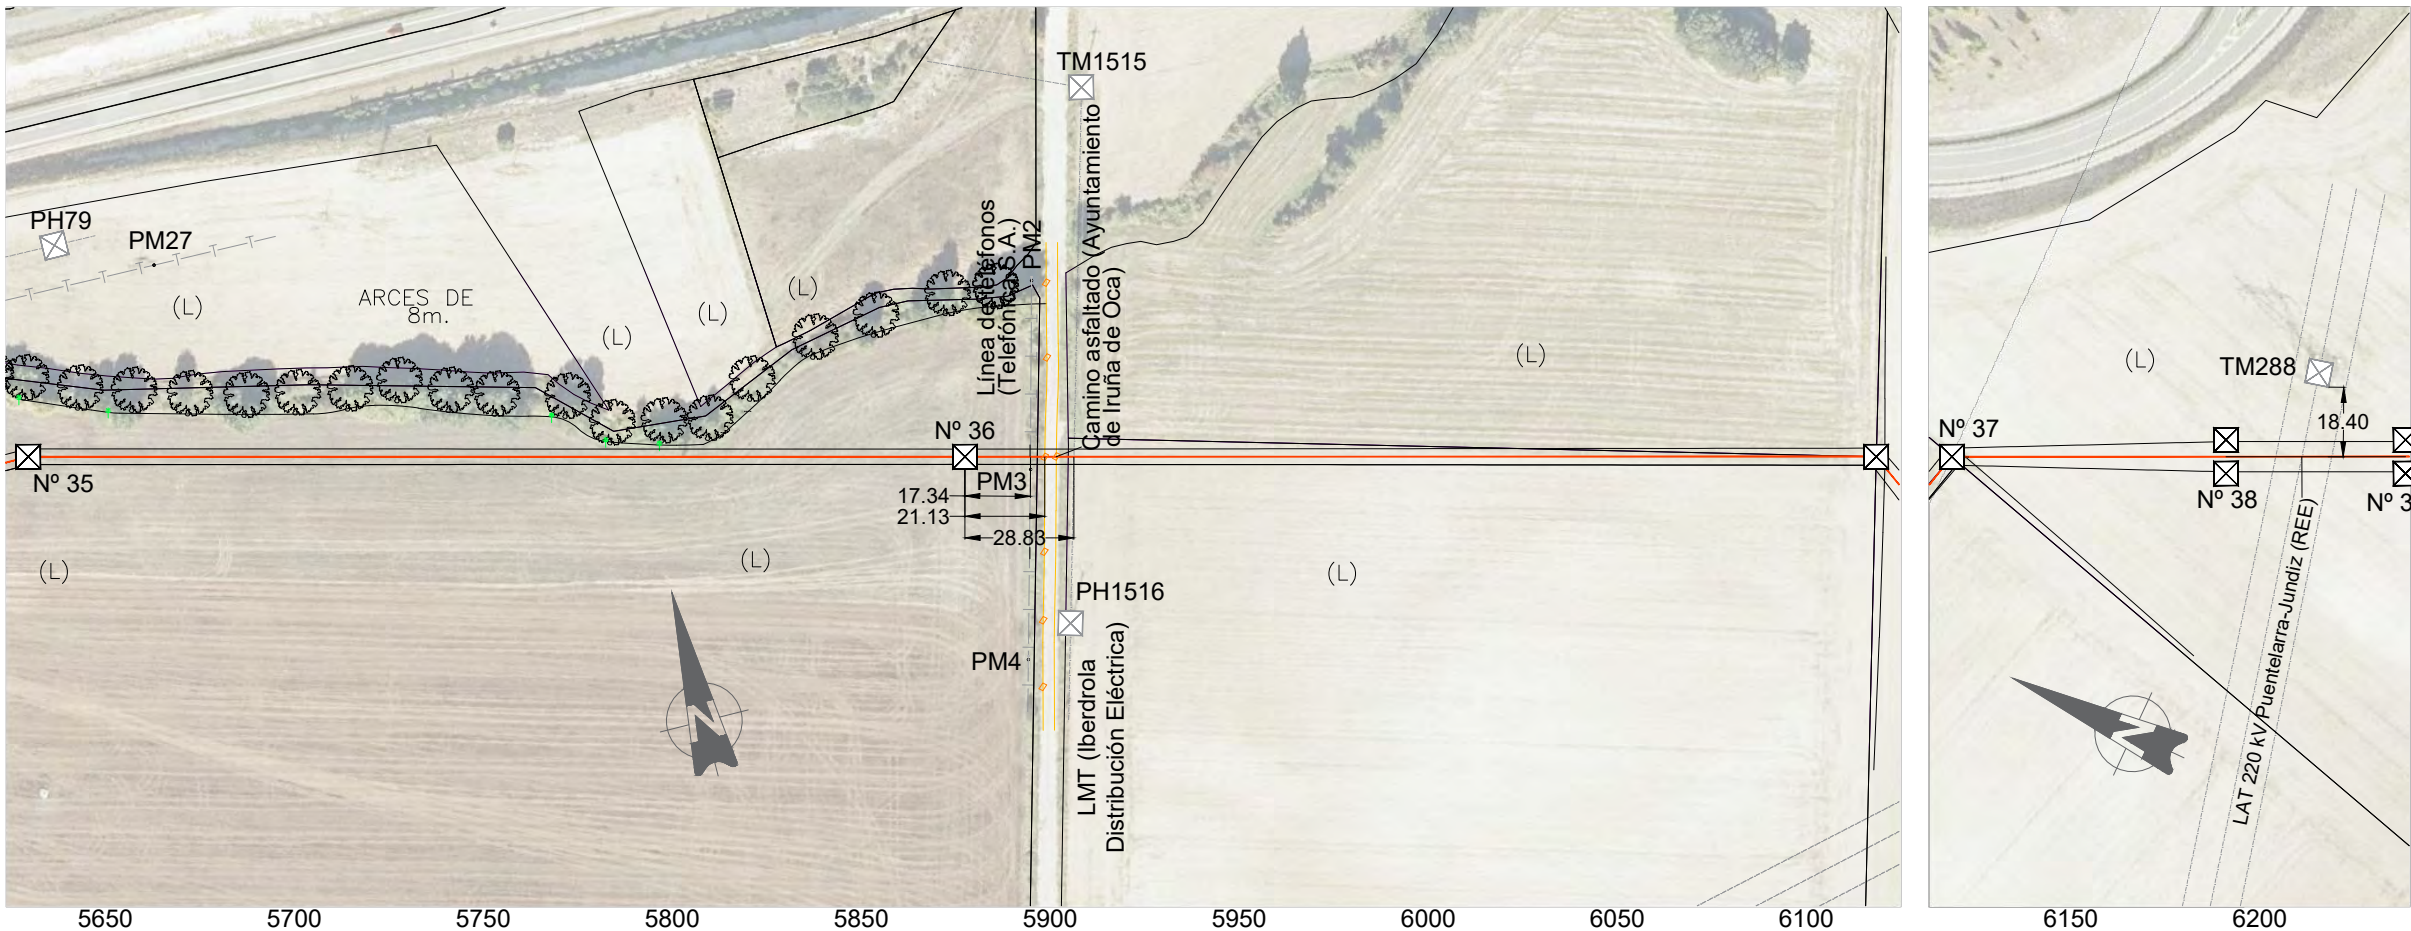 TM1515
PH79
PM27
(L)
ARCES DE
8m.
(L)
(L)
(L)
Línea de teléfonos
(Telefónica S.A.)
PM2
Camino asfaltado (Ayuntamiento
de Iruña de Oca)
(L)
(L)
TM288
18.40
Nº 35
Nº 36
PM3
17.34
21.13
28.83
Nº 37
Nº 38
Nº 3
(L)
(L)
(L)
PH1516
PM4
LMT (Iberdrola
Distribución Eléctrica)
LAT 220 kV Puentelarra-Jundiz (REE)
5650 5700 5750 5800 5850 5900 5950 6000 6050 6100 6150 6200